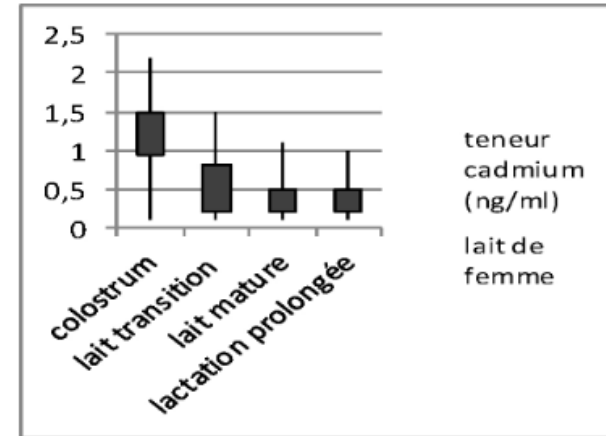 2,5
2
1,5
1
0,5
0
colostrum
lait transition
lait mature
lactation prolongée
teneur
cadmium
(ng/ml)
lait de
femme